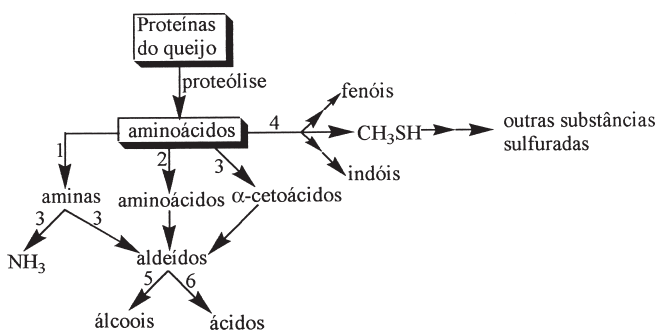 Proteínas
do queijo
proteólise
fenóis
aminoácidos
4
CH₃SH
outras substâncias
sulfuradas
indóis
1
2
3
aminas
aminoácidos
α-cetoácidos
3
3
NH₃
aldeídos
5
6
álcoois
ácidos